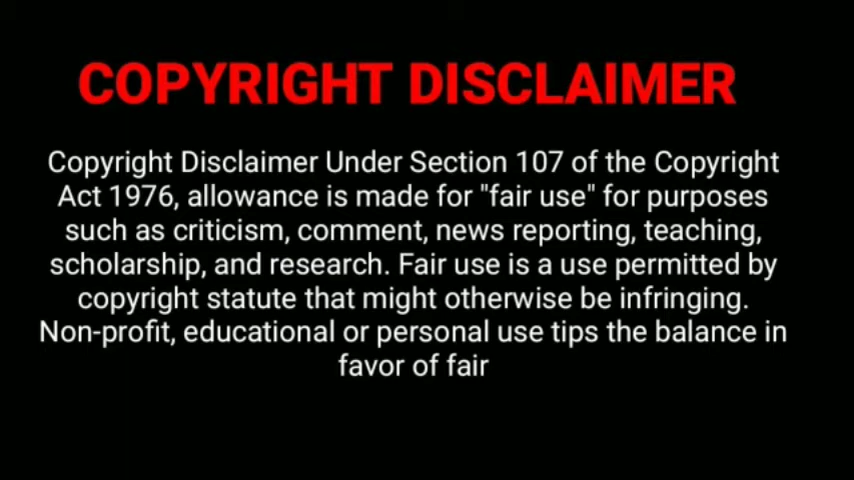 COPYRIGHT DISCLAIMER
Copyright Disclaimer Under Section 107 of the Copyright
Act 1976, allowance is made for "fair use" for purposes
such as criticism, comment, news reporting, teaching,
scholarship, and research. Fair use is a use permitted by
copyright statute that might otherwise be infringing.
Non-profit, educational or personal use tips the balance in
favor of fair